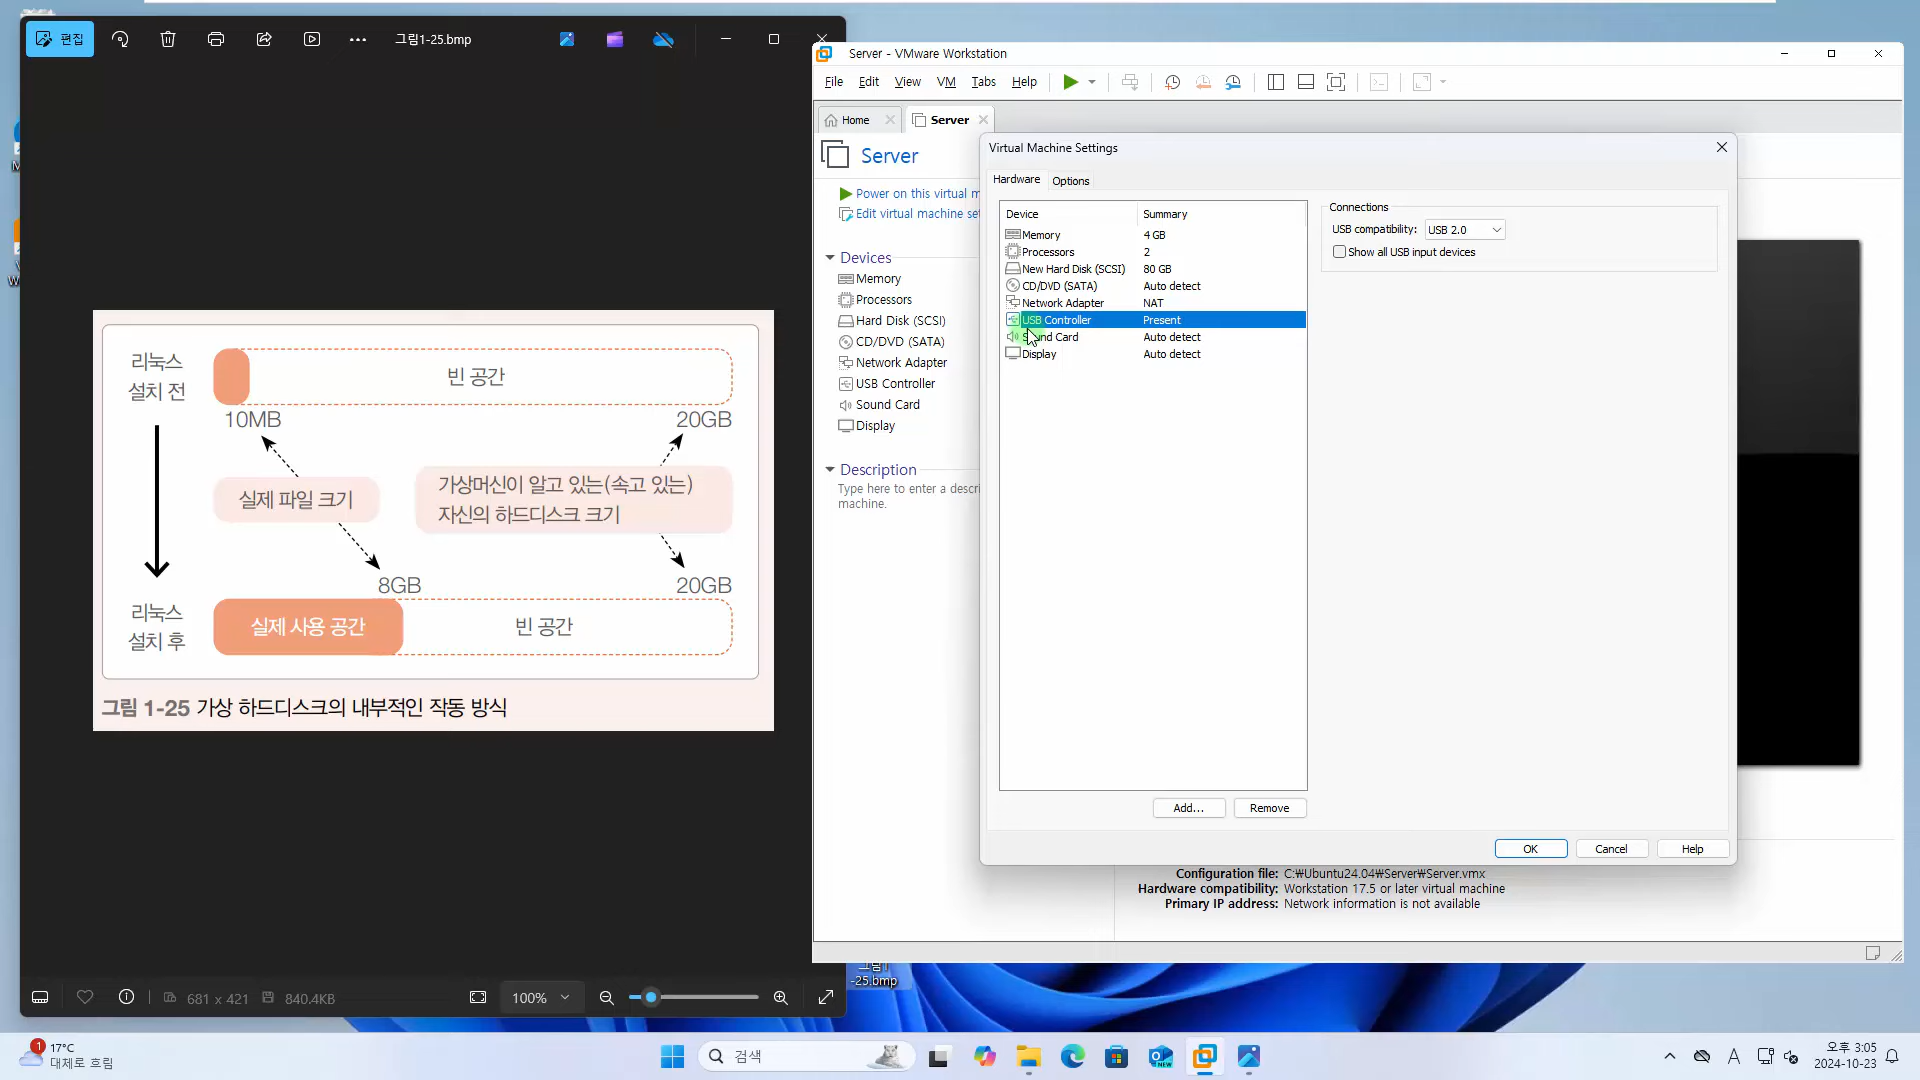 편집
그림1-25.bmp
리눅스
설치 전
빈 공간
10MB
20GB
실제 파일 크기
가상머신이 알고 있는(속고 있는)
자신의 하드디스크 크기
8GB
20GB
리눅스
설치 후
실제 사용 공간
빈 공간
그림 1-25 가상 하드디스크의 내부적인 작동 방식
681 x 421
840.4KB
100%
Server - VMware Workstation
File Edit View VM Tabs Help
Home
Server
Server
Power on this virtual m
Edit virtual machine set
Devices
Memory
Processors
Hard Disk (SCSI)
CD/DVD (SATA)
Network Adapter
USB Controller
Sound Card
Display
Description
Type here to enter a descri
machine.
Virtual Machine Settings
Hardware
Options
Device Summary
Memory 4 GB
Processors 2
New Hard Disk (SCSI) 80 GB
CD/DVD (SATA) Auto detect
Network Adapter NAT
USB Controller Present
Sound Card Auto detect
Display Auto detect
Connections
USB compatibility: USB 2.0
Show all USB input devices
Add...
Remove
OK
Cancel
Help
Configuration file: C:₩Ubuntu24.04₩Server₩Server.vmx
Hardware compatibility: Workstation 17.5 or later virtual machine
Primary IP address: Network information is not available
그림1
-25.bmp
1
17°C
대체로 흐림
검색
NEW
A
오후 3:05
2024-10-23